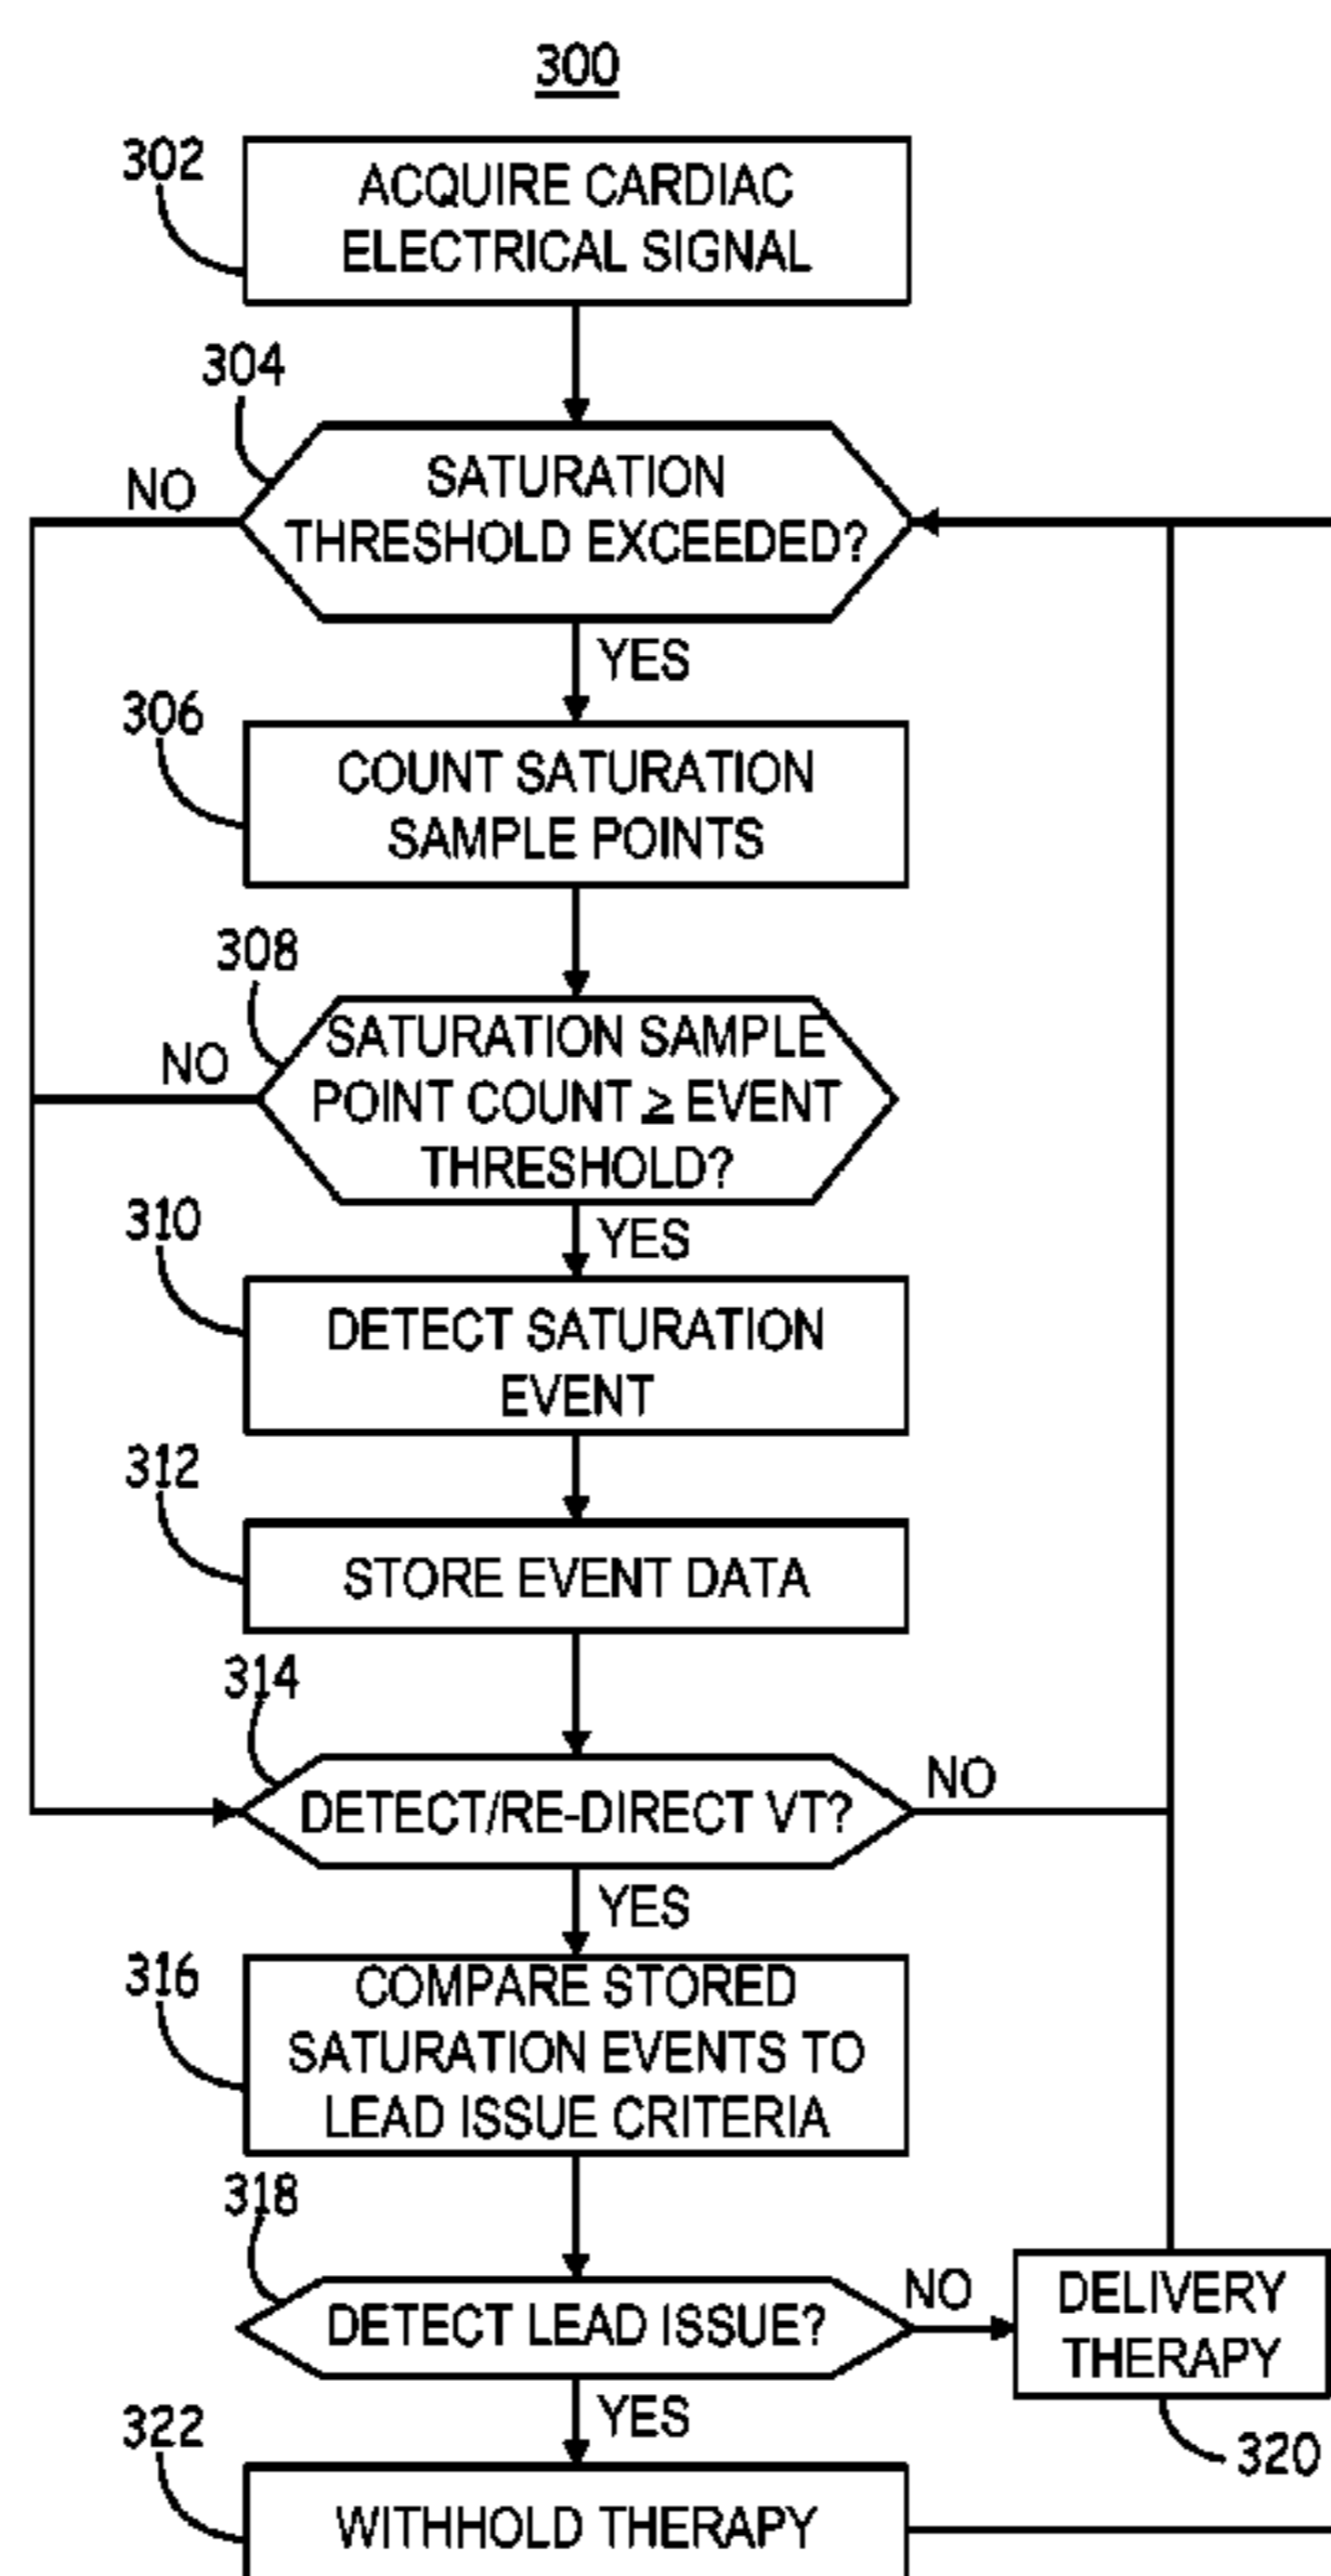 300
302
ACQUIRE CARDIAC
ELECTRICAL SIGNAL
304
NO
SATURATION
THRESHOLD EXCEEDED?
YES
306
COUNT SATURATION
SAMPLE POINTS
308
NO
SATURATION SAMPLE
POINT COUNT ≥ EVENT
THRESHOLD?
YES
310
DETECT SATURATION
EVENT
312
STORE EVENT DATA
314
DETECT/RE-DIRECT VT?
NO
YES
316
COMPARE STORED
SATURATION EVENTS TO
LEAD ISSUE CRITERIA
318
DETECT LEAD ISSUE?
NO
DELIVERY
THERAPY
320
YES
322
WITHHOLD THERAPY